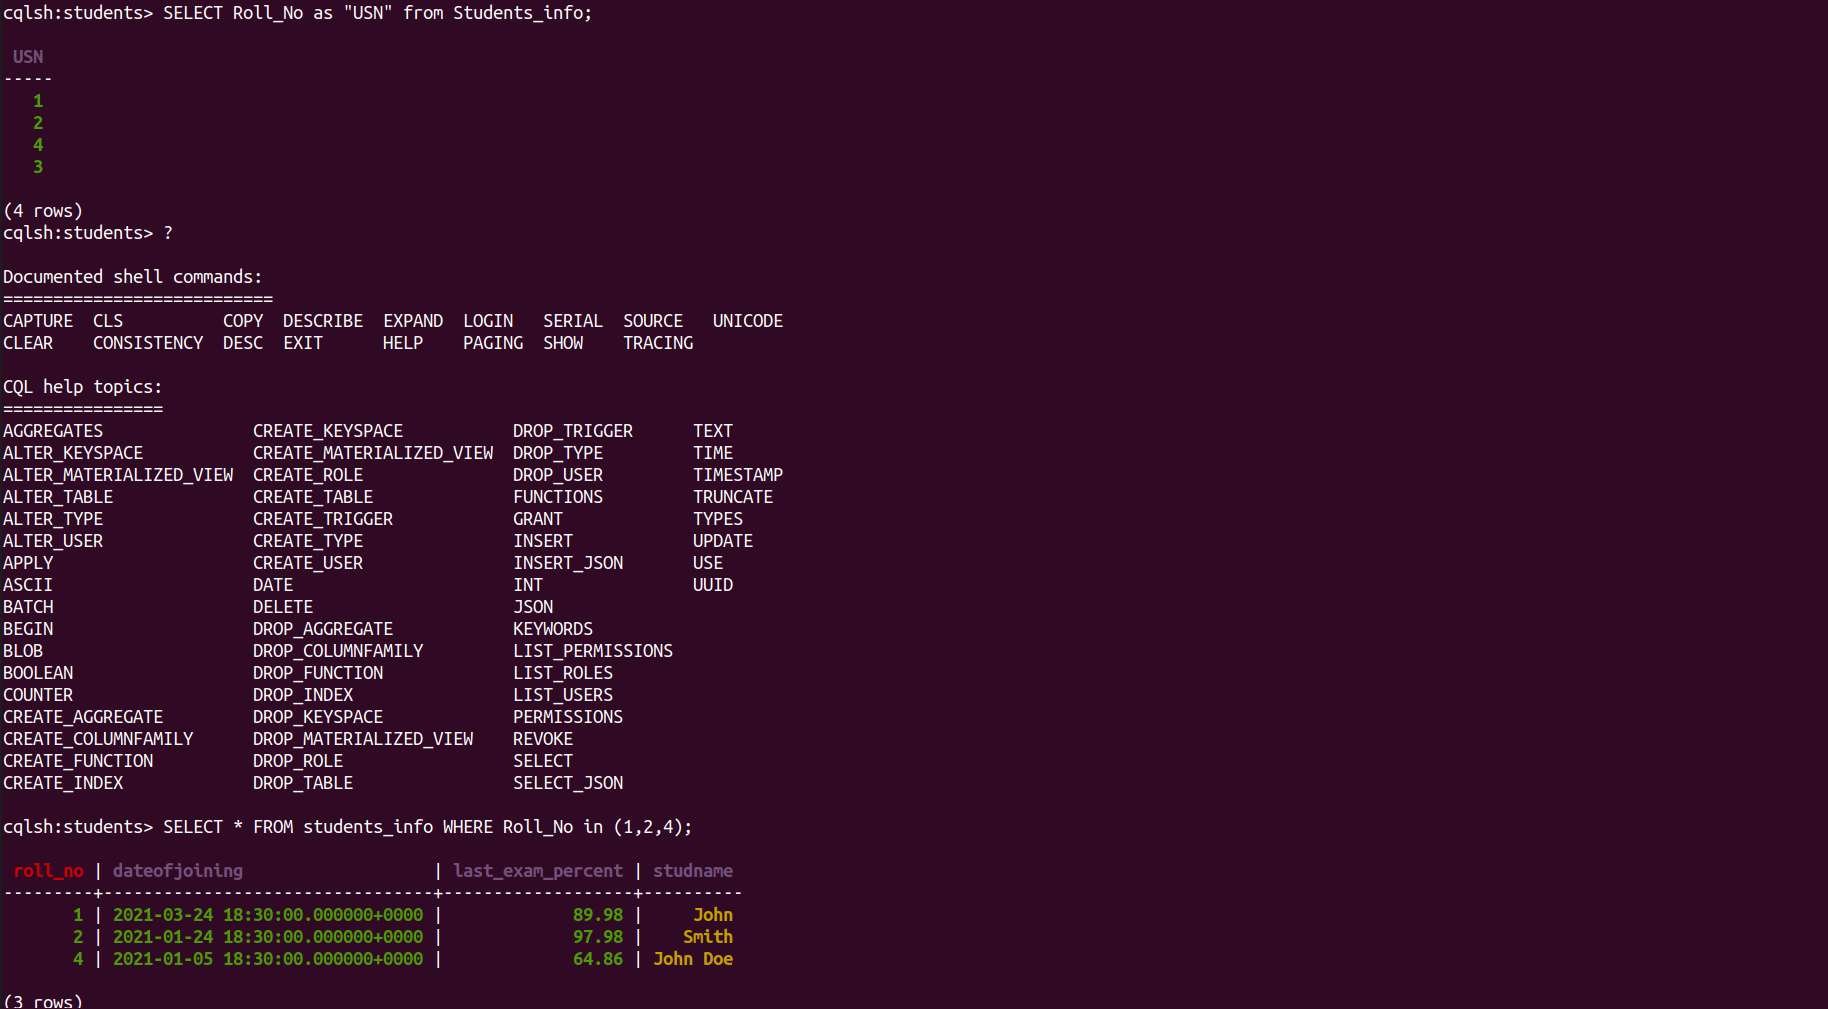 cqlsh:students> SELECT Roll_No as "USN" from Students_info;
USN
-----
1
2
4
3
(4 rows)
cqlsh:students> ?
Documented shell commands:
===========================
CAPTURE  CLS          COPY  DESCRIBE  EXPAND  LOGIN   SERIAL  SOURCE   UNICODE
CLEAR    CONSISTENCY  DESC  EXIT      HELP    PAGING  SHOW    TRACING
CQL help topics:
================
AGGREGATES               CREATE_KEYSPACE           DROP_TRIGGER      TEXT
ALTER_KEYSPACE           CREATE_MATERIALIZED_VIEW  DROP_TYPE         TIME
ALTER_MATERIALIZED_VIEW  CREATE_ROLE               DROP_USER         TIMESTAMP
ALTER_TABLE              CREATE_TABLE              FUNCTIONS         TRUNCATE
ALTER_TYPE               CREATE_TRIGGER            GRANT             TYPES
ALTER_USER               CREATE_TYPE               INSERT            UPDATE
APPLY                    CREATE_USER               INSERT_JSON       USE
ASCII                    DATE                      INT               UUID
BATCH                    DELETE                    JSON
BEGIN                    DROP_AGGREGATE            KEYWORDS
BLOB                     DROP_COLUMNFAMILY         LIST_PERMISSIONS
BOOLEAN                  DROP_FUNCTION             LIST_ROLES
COUNTER                  DROP_INDEX                LIST_USERS
CREATE_AGGREGATE         DROP_KEYSPACE             PERMISSIONS
CREATE_COLUMNFAMILY      DROP_MATERIALIZED_VIEW    REVOKE
CREATE_FUNCTION          DROP_ROLE                 SELECT
CREATE_INDEX             DROP_TABLE                SELECT_JSON
cqlsh:students> SELECT * FROM students_info WHERE Roll_No in (1,2,4);
roll_no | dateofjoining                   | last_exam_percent | studname
---------+---------------------------------+-------------------+----------
1 | 2021-03-24 18:30:00.000000+0000 |             89.98 |     John
2 | 2021-01-24 18:30:00.000000+0000 |             97.98 |    Smith
4 | 2021-01-05 18:30:00.000000+0000 |             64.86 | John Doe
(3 rows)